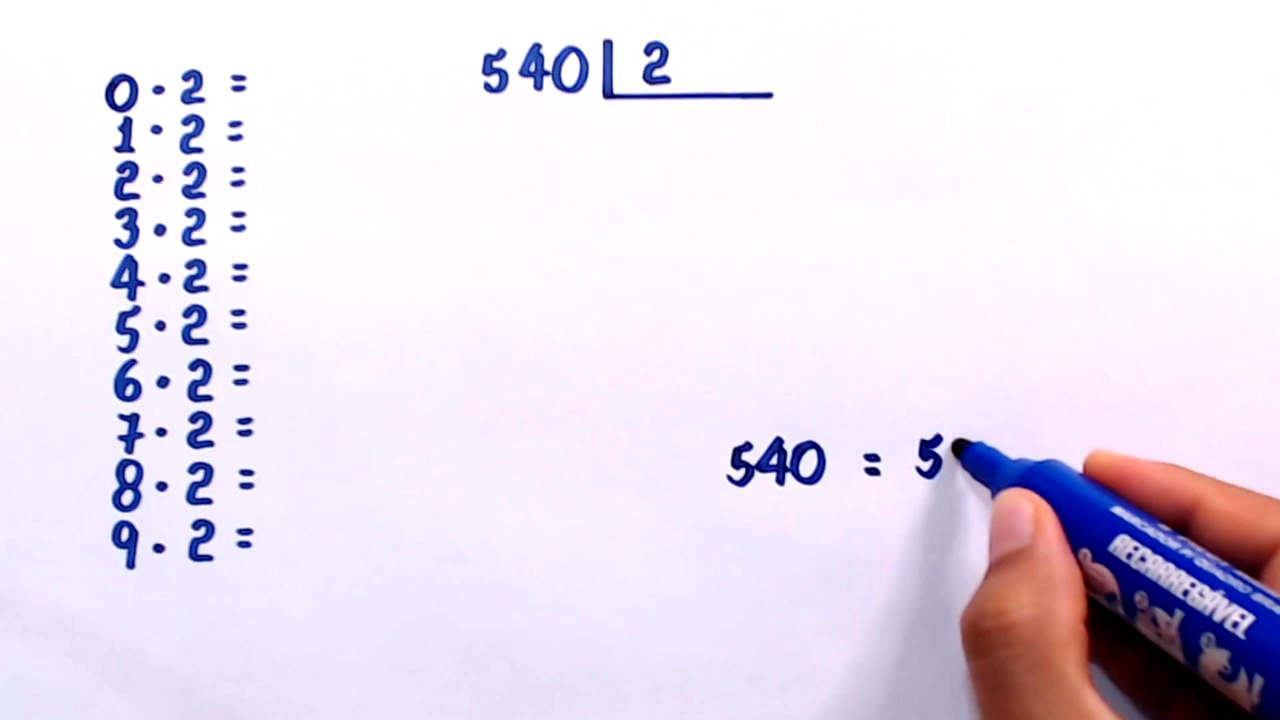 540 2
0 · 2 =
1 · 2 =
2 · 2 =
3 · 2 =
4 · 2 =
5 · 2 =
6 · 2 =
7 · 2 =
8 · 2 =
9 · 2 =
540 = 5
RECARREGÁVEL